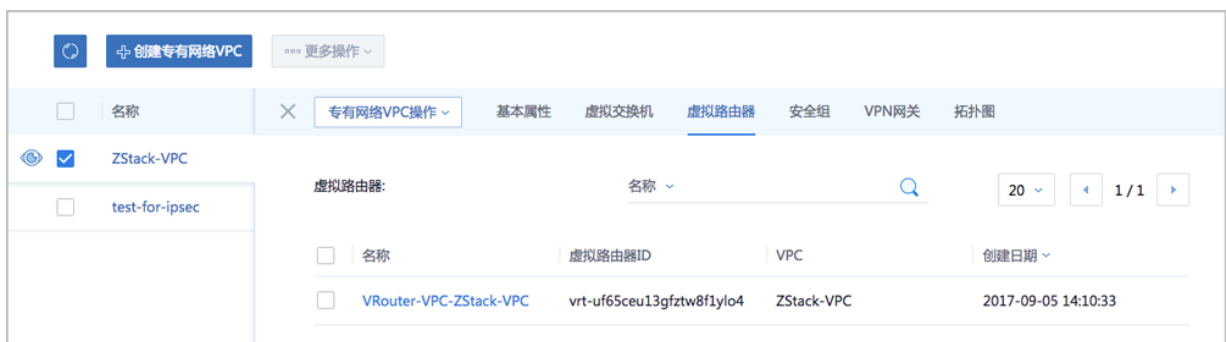 创建专有网络VPC 更多操作
名称 专有网络VPC操作 基本属性 虚拟交换机 虚拟路由器 安全组 VPN网关 拓扑图
ZStack-VPC
虚拟路由器: 名称 20 1 / 1
test-for-ipsec
名称 虚拟路由器ID VPC 创建日期
VRouter-VPC-ZStack-VPC vrt-uf65ceu13gfztw8f1ylo4 ZStack-VPC 2017-09-05 14:10:33